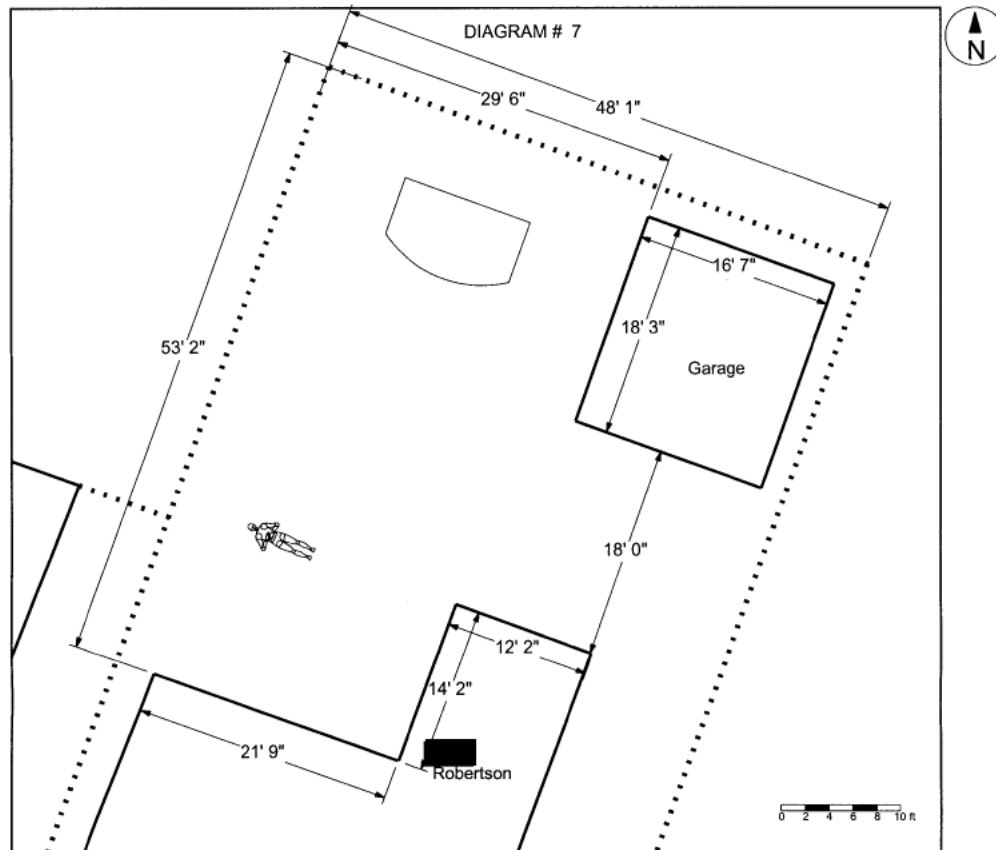 DIAGRAM # 7
N
29' 6"
48' 1"
16' 7"
18' 3"
53' 2"
Garage
18' 0"
12' 2"
14' 2"
21' 9"
Robertson
0 2 4 6 8 10 ft